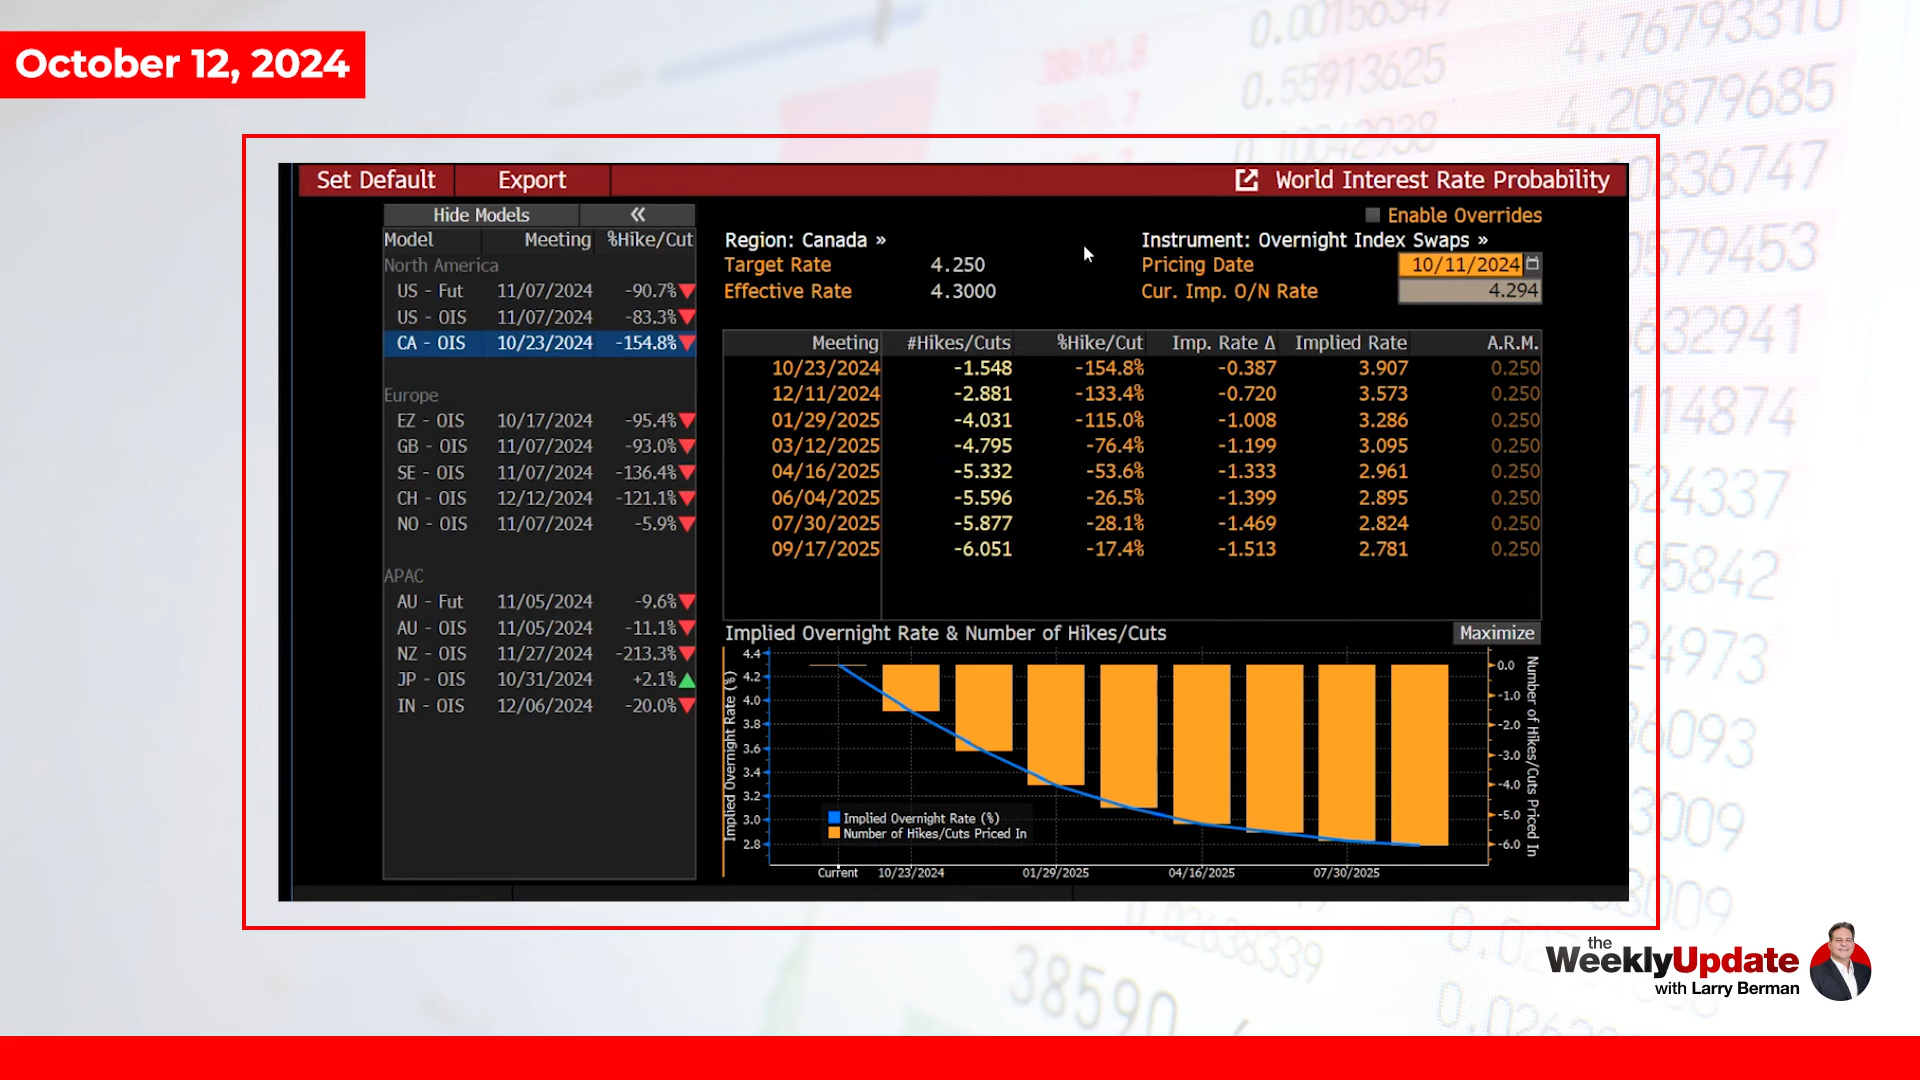 October 12, 2024
Set Default Export World Interest Rate Probability
Hide Models «
Enable Overrides
Model Meeting %Hike/Cut
North America
US - Fut 11/07/2024 -90.7%
US - OIS 11/07/2024 -83.3%
CA - OIS 10/23/2024 -154.8%
Europe
EZ - OIS 10/17/2024 -95.4%
GB - OIS 11/07/2024 -93.0%
SE - OIS 11/07/2024 -136.4%
CH - OIS 12/12/2024 -121.1%
NO - OIS 11/07/2024 -5.9%
APAC
AU - Fut 11/05/2024 -9.6%
AU - OIS 11/05/2024 -11.1%
NZ - OIS 11/27/2024 -213.3%
JP - OIS 10/31/2024 +2.1%
IN - OIS 12/06/2024 -20.0%
Region: Canada » Instrument: Overnight Index Swaps »
Target Rate 4.250 Pricing Date 10/11/2024
Effective Rate 4.3000 Cur. Imp. O/N Rate 4.294
Meeting #Hikes/Cuts %Hike/Cut Imp. Rate Δ Implied Rate A.R.M.
10/23/2024 -1.548 -154.8% -0.387 3.907 0.250
12/11/2024 -2.881 -133.4% -0.720 3.573 0.250
01/29/2025 -4.031 -115.0% -1.008 3.286 0.250
03/12/2025 -4.795 -76.4% -1.199 3.095 0.250
04/16/2025 -5.332 -53.6% -1.333 2.961 0.250
06/04/2025 -5.596 -26.5% -1.399 2.895 0.250
07/30/2025 -5.877 -28.1% -1.469 2.824 0.250
09/17/2025 -6.051 -17.4% -1.513 2.781 0.250
Implied Overnight Rate & Number of Hikes/Cuts Maximize
Implied Overnight Rate (%)
4.4
4.2
4.0
3.8
3.6
3.4
3.2
3.0
2.8
Implied Overnight Rate (%)
Number of Hikes/Cuts Priced In
0.0
-1.0
-2.0
-3.0
-4.0
-5.0
-6.0
Number of Hikes/Cuts Priced In
Current 10/23/2024 01/29/2025 04/16/2025 07/30/2025
the
WeeklyUpdate
with Larry Berman